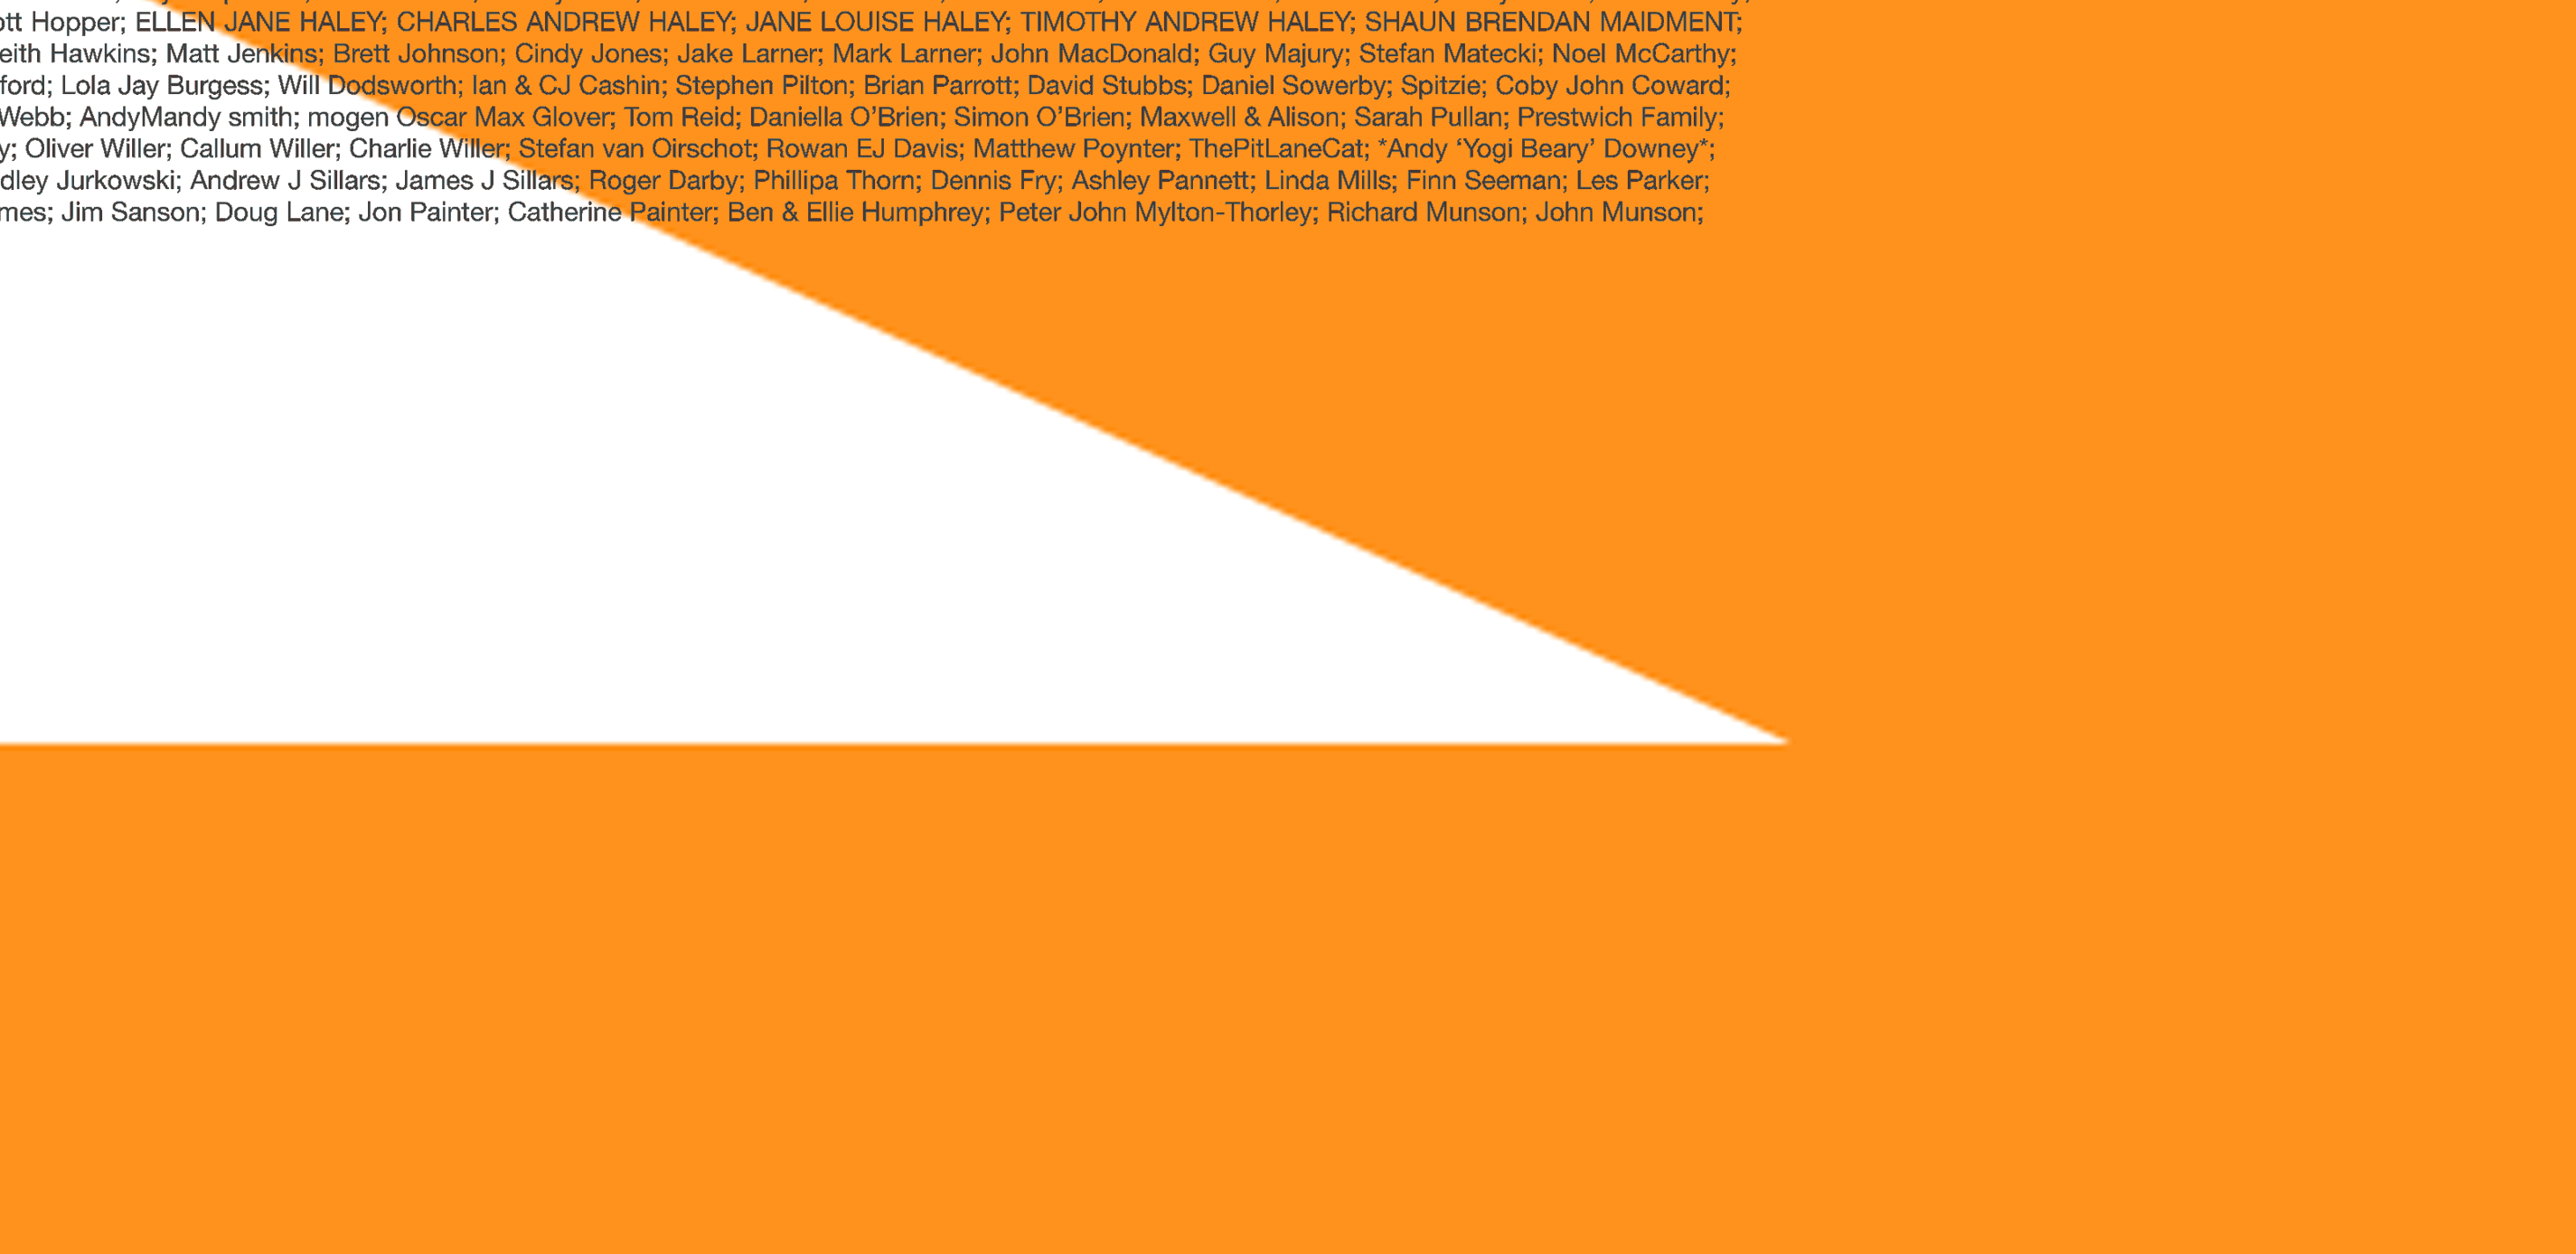 Hopper; ELLEN JANE HALEY; CHARLES ANDREW HALEY; JANE LOUISE HALEY; TIMOTHY ANDREW HALEY; SHAUN BRENDAN MAIDMENT;
Hawkins; Matt Jenkins; Brett Johnson; Cindy Jones; Jake Larner; Mark Larner; John MacDonald; Guy Majury; Stefan Matecki; Noel McCarthy;
Lola Jay Burgess; Will Dodsworth; Ian & CJ Cashin; Stephen Pilton; Brian Parrott; David Stubbs; Daniel Sowerby; Spitzie; Coby John Coward;
Webb; AndyMandy smith; mogen Oscar Max Glover; Tom Reid; Daniella O’Brien; Simon O’Brien; Maxwell & Alison; Sarah Pullan; Prestwich Family;
Oliver Willer; Callum Willer; Charlie Willer; Stefan van Oirschot; Rowan EJ Davis; Matthew Poynter; ThePitLaneCat; *Andy ‘Yogi Beary’ Downey*;
Jurkowski; Andrew J Sillars; James J Sillars; Roger Darby; Phillipa Thorn; Dennis Fry; Ashley Pannett; Linda Mills; Finn Seeman; Les Parker;
Jim Sanson; Doug Lane; Jon Painter; Catherine Painter; Ben & Ellie Humphrey; Peter John Mylton-Thorley; Richard Munson; John Munson;